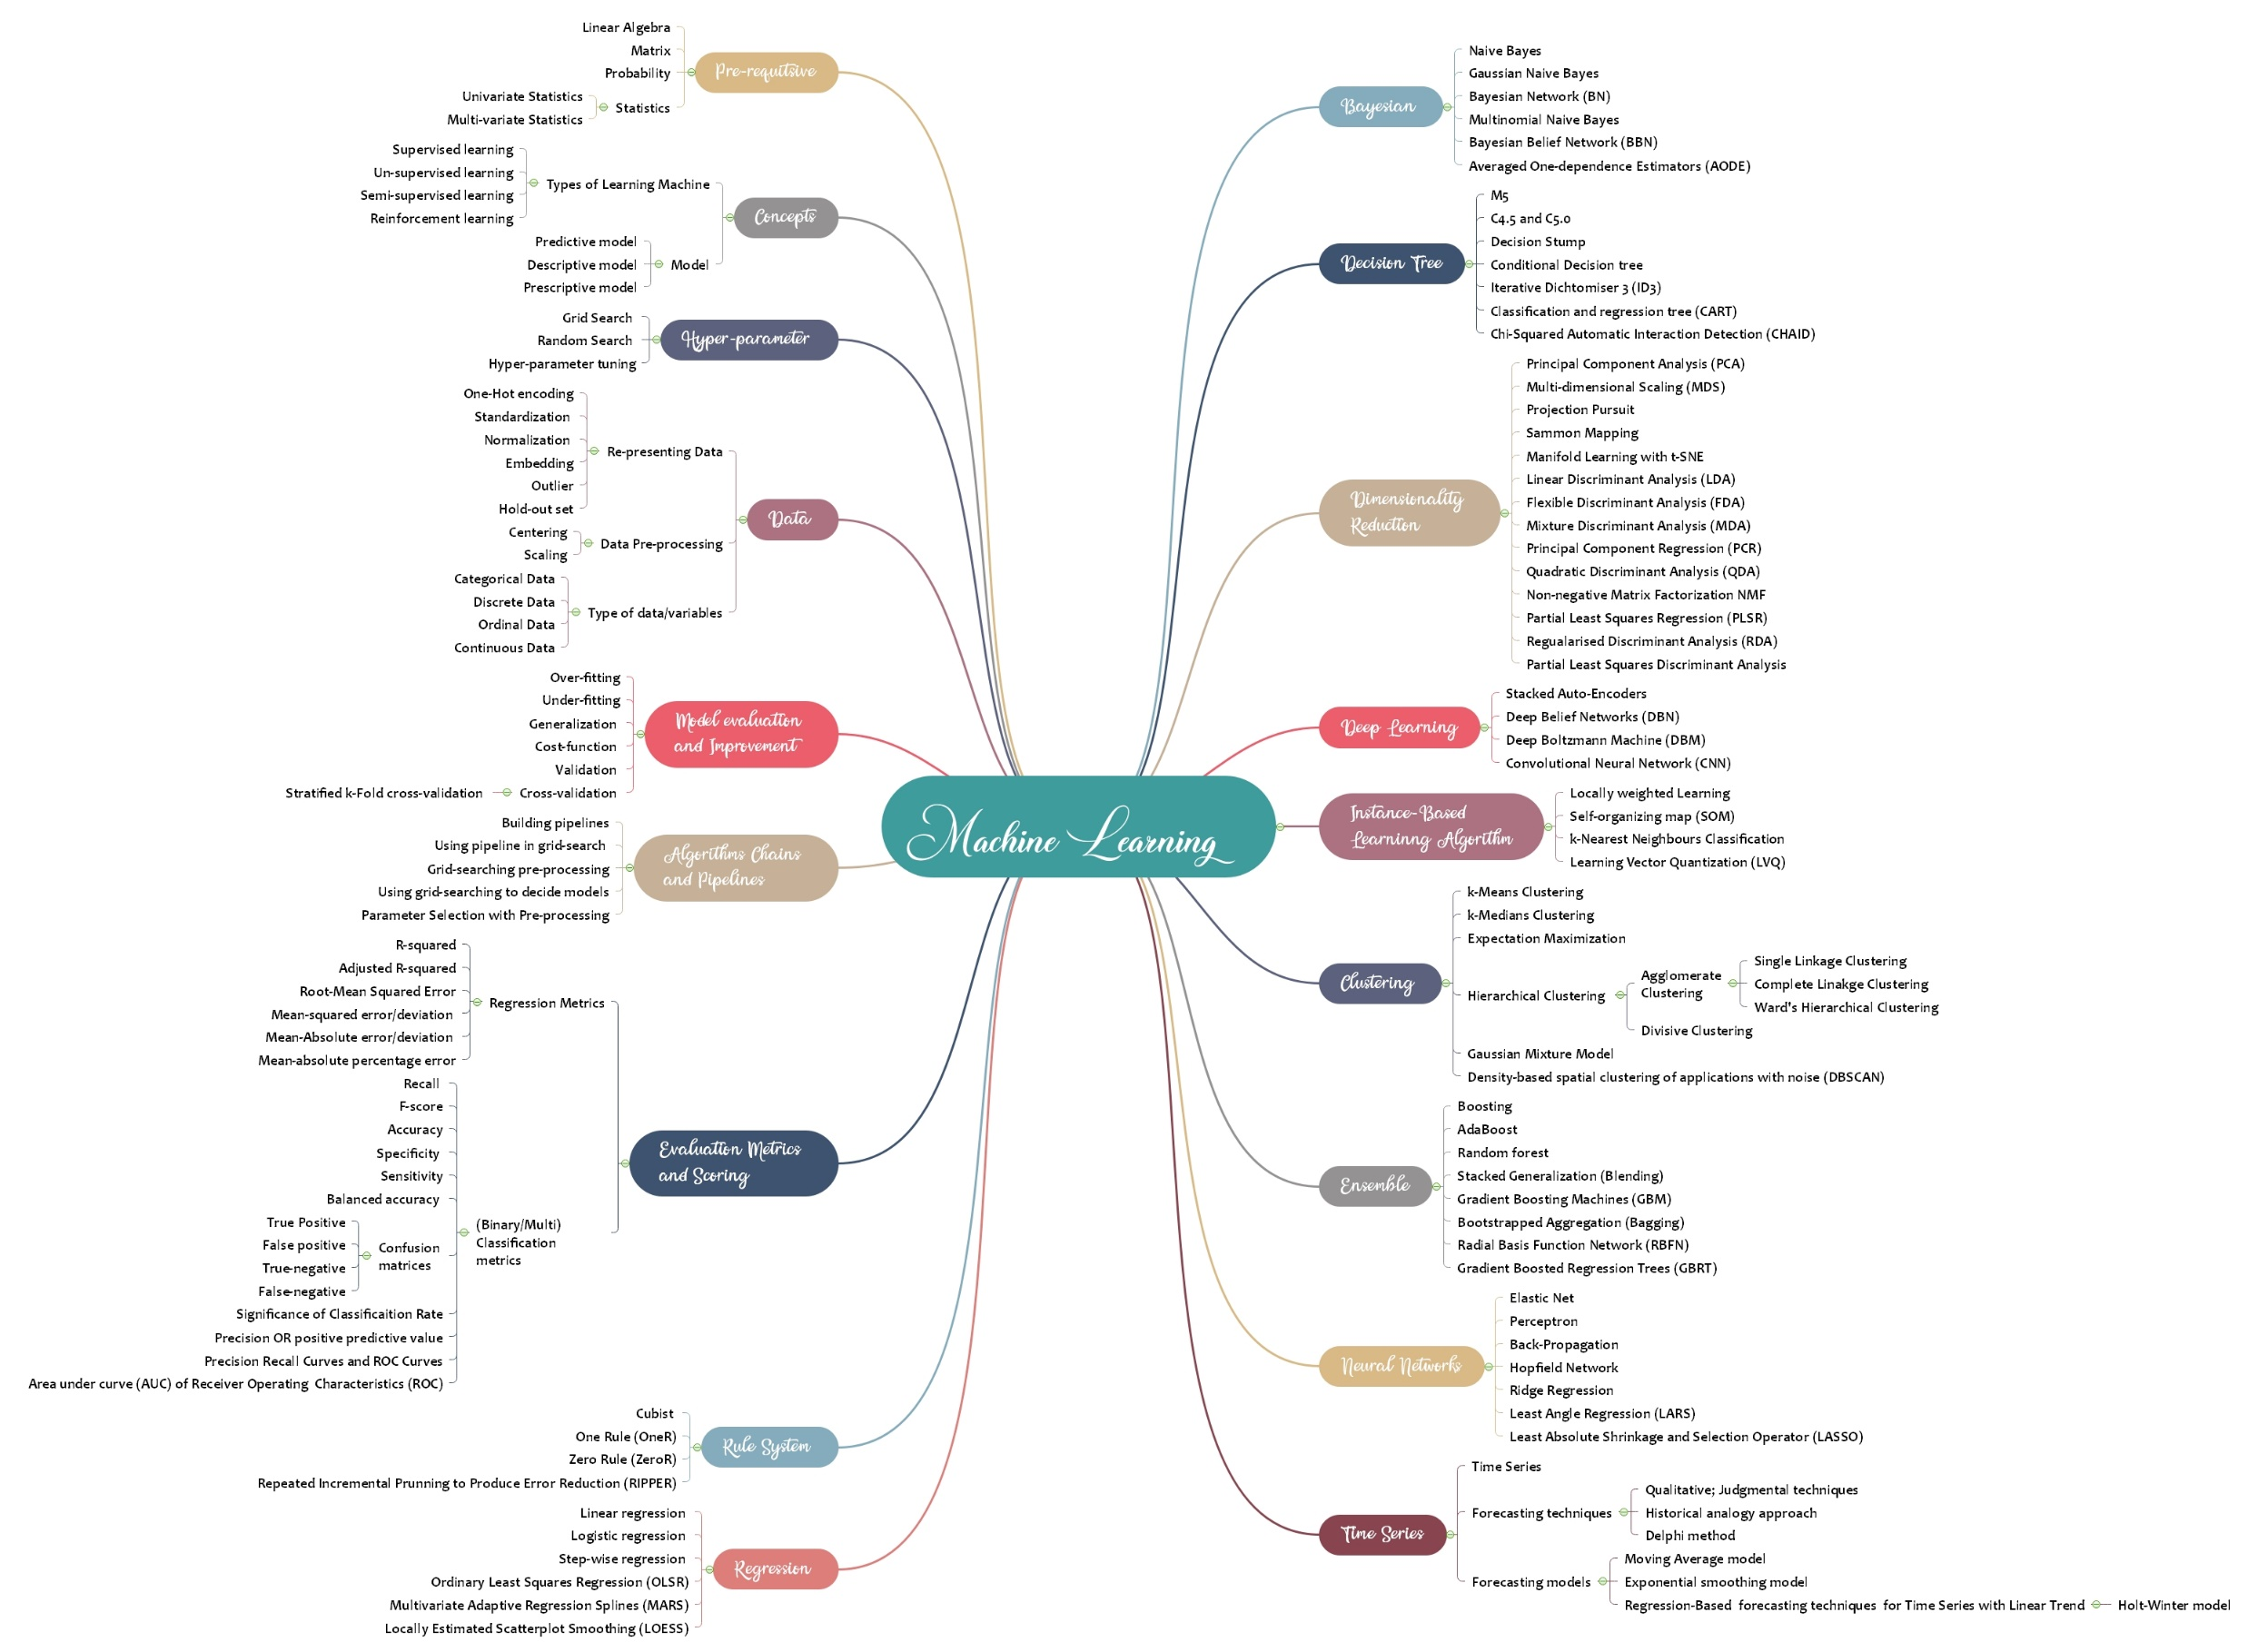 Machine Learning
Pre-requitsive
Linear Algebra
Matrix
Probability
Statistics
Univariate Statistics
Multi-variate Statistics
Concepts
Types of Learning Machine
Supervised learning
Un-supervised learning
Semi-supervised learning
Reinforcement learning
Model
Predictive model
Descriptive model
Prescriptive model
Hyper-parameter
Grid Search
Random Search
Hyper-parameter tuning
Data
Re-presenting Data
One-Hot encoding
Standardization
Normalization
Embedding
Outlier
Hold-out set
Data Pre-processing
Centering
Scaling
Type of data/variables
Categorical Data
Discrete Data
Ordinal Data
Continuous Data
Model evaluation
and Improvement
Over-fitting
Under-fitting
Generalization
Cost-function
Validation
Cross-validation
Stratified k-Fold cross-validation
Algorithms Chains
and Pipelines
Building pipelines
Using pipeline in grid-search
Grid-searching pre-processing
Using grid-searching to decide models
Parameter Selection with Pre-processing
Evaluation Metrics
and Scoring
Regression Metrics
R-squared
Adjusted R-squared
Root-Mean Squared Error
Mean-squared error/deviation
Mean-Absolute error/deviation
Mean-absolute percentage error
(Binary/Multi)
Classification
metrics
Recall
F-score
Accuracy
Specificity
Sensitivity
Balanced accuracy
Confusion
matrices
True Positive
False positive
True-negative
False-negative
Significance of Classificaition Rate
Precision OR positive predictive value
Precision Recall Curves and ROC Curves
Area under curve (AUC) of Receiver Operating Characteristics (ROC)
Rule System
Cubist
One Rule (OneR)
Zero Rule (ZeroR)
Repeated Incremental Prunning to Produce Error Reduction (RIPPER)
Regression
Linear regression
Logistic regression
Step-wise regression
Ordinary Least Squares Regression (OLSR)
Multivariate Adaptive Regression Splines (MARS)
Locally Estimated Scatterplot Smoothing (LOESS)
Bayesian
Naive Bayes
Gaussian Naive Bayes
Bayesian Network (BN)
Multinomial Naive Bayes
Bayesian Belief Network (BBN)
Averaged One-dependence Estimators (AODE)
Decision Tree
M5
C4.5 and C5.0
Decision Stump
Conditional Decision tree
Iterative Dichtomiser 3 (ID3)
Classification and regression tree (CART)
Chi-Squared Automatic Interaction Detection (CHAID)
Dimensionality
Reduction
Principal Component Analysis (PCA)
Multi-dimensional Scaling (MDS)
Projection Pursuit
Sammon Mapping
Manifold Learning with t-SNE
Linear Discriminant Analysis (LDA)
Flexible Discriminant Analysis (FDA)
Mixture Discriminant Analysis (MDA)
Principal Component Regression (PCR)
Quadratic Discriminant Analysis (QDA)
Non-negative Matrix Factorization NMF
Partial Least Squares Regression (PLSR)
Regualarised Discriminant Analysis (RDA)
Partial Least Squares Discriminant Analysis
Deep Learning
Stacked Auto-Encoders
Deep Belief Networks (DBN)
Deep Boltzmann Machine (DBM)
Convolutional Neural Network (CNN)
Instance-Based
Learninng Algorithm
Locally weighted Learning
Self-organizing map (SOM)
k-Nearest Neighbours Classification
Learning Vector Quantization (LVQ)
Clustering
k-Means Clustering
k-Medians Clustering
Expectation Maximization
Hierarchical Clustering
Agglomerate
Clustering
Single Linkage Clustering
Complete Linakge Clustering
Ward's Hierarchical Clustering
Divisive Clustering
Gaussian Mixture Model
Density-based spatial clustering of applications with noise (DBSCAN)
Ensemble
Boosting
AdaBoost
Random forest
Stacked Generalization (Blending)
Gradient Boosting Machines (GBM)
Bootstrapped Aggregation (Bagging)
Radial Basis Function Network (RBFN)
Gradient Boosted Regression Trees (GBRT)
Neural Networks
Elastic Net
Perceptron
Back-Propagation
Hopfield Network
Ridge Regression
Least Angle Regression (LARS)
Least Absolute Shrinkage and Selection Operator (LASSO)
Time Series
Time Series
Forecasting techniques
Qualitative; Judgmental techniques
Historical analogy approach
Delphi method
Forecasting models
Moving Average model
Exponential smoothing model
Regression-Based forecasting techniques for Time Series with Linear Trend
Holt-Winter model